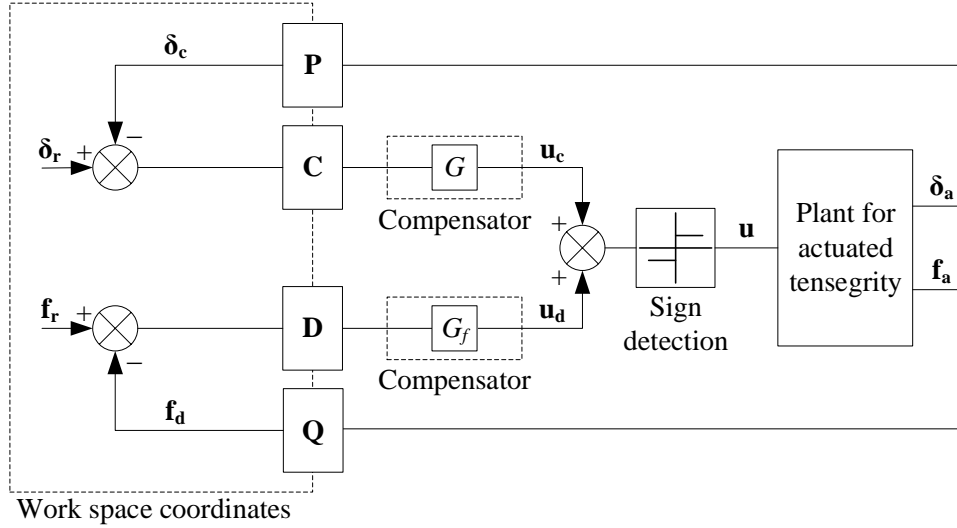 δc
P
+
−
δr
C
G
uc
Compensator
+
+
u
Sign
detection
Plant for
actuated
tensegrity
δa
fa
fr
+
−
D
Gf
ud
Compensator
fd
Q
Work space coordinates